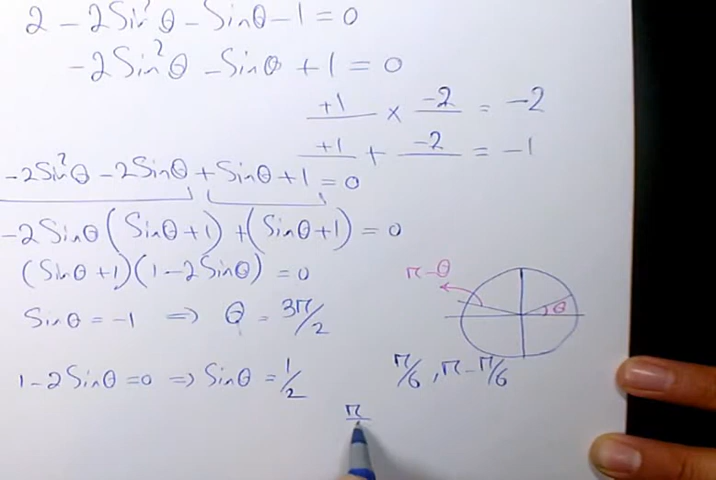 2 - 2Sin²θ - Sinθ - 1 = 0
-2Sin²θ - Sinθ + 1 = 0
+1 × -2 = -2
+1 + -2 = -1
-2Sin²θ - 2Sinθ + Sinθ + 1 = 0
-2Sinθ(Sinθ+1) + (Sinθ+1) = 0
(Sinθ+1)(1-2Sinθ) = 0
π-θ
θ
Sinθ = -1 ⇒ θ = 3π/2
1-2Sinθ=0 ⇒ Sinθ = 1/2
π/6, π-π/6
π